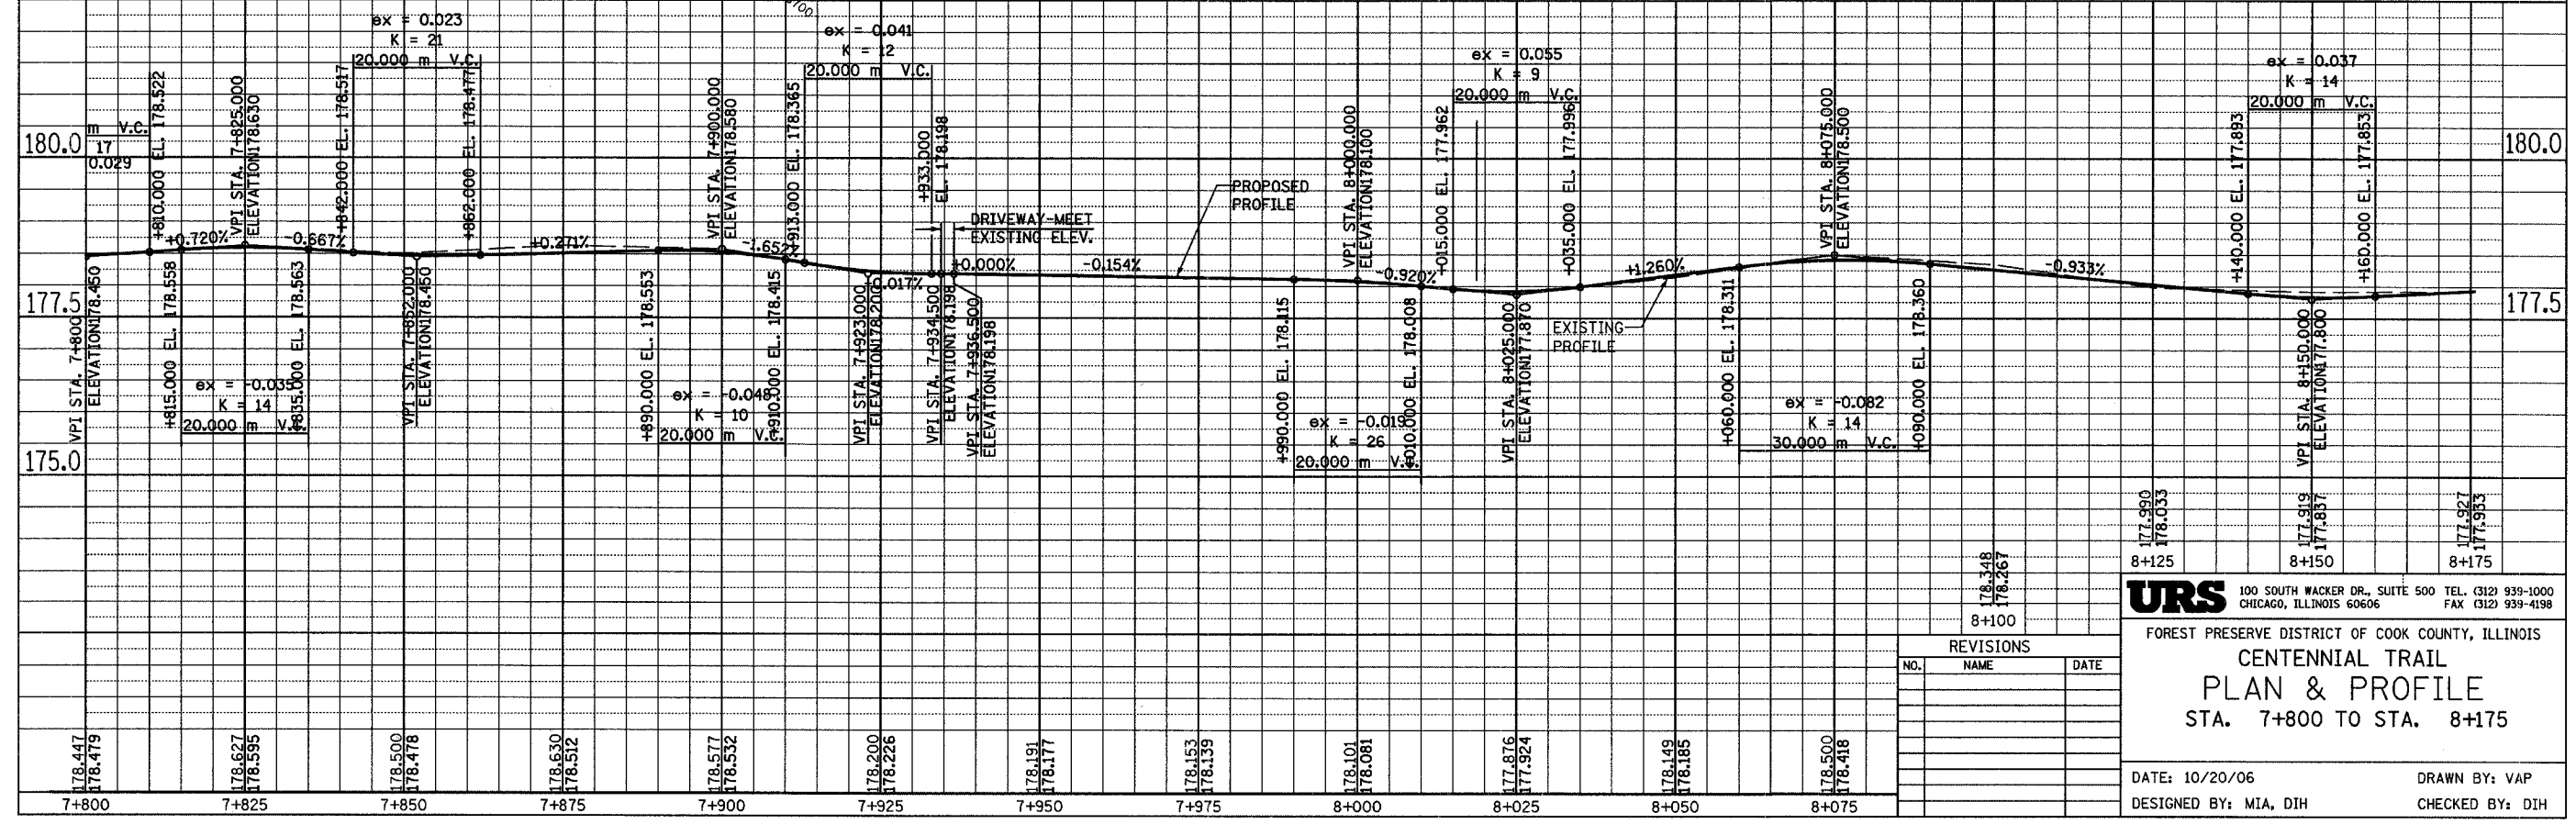 ex = 0.023
K = 21
20.000 m V.C.
ex = 0.041
K = 12
20.000 m V.C.
ex = 0.055
K = 9
20.000 m V.C.
ex = 0.037
K = 14
20.000 m V.C.
m V.C.
17
0.029
180.0
180.0
177.5
177.5
175.0
+810.000 EL. 178.522
VPI STA. 7+825.000
ELEVATION178.630
+842.000 EL. 178.517
+862.000 EL. 178.477
VPI STA. 7+900.000
ELEVATION178.580
+913.000 EL. 178.365
+933.000
EL. 178.198
VPI STA. 8+000.000
ELEVATION178.100
+015.000 EL. 177.962
+035.000 EL. 177.996
VPI STA. 8+075.000
ELEVATION178.500
+140.000 EL. 177.893
+160.000 EL. 177.853
PROPOSED
PROFILE
DRIVEWAY-MEET
EXISTING ELEV.
+0.720%
-0.667%
+0.271%
-1.652%
+0.000%
-0.154%
-0.920%
+1.260%
-0.933%
VPI STA. 7+800
ELEVATION178.450
+815.000 EL. 178.558
+835.000 EL. 178.563
VPI STA. 7+852.000
ELEVATION178.450
+890.000 EL. 178.553
+910.000 EL. 178.415
VPI STA. 7+923.000
ELEVATION178.200
VPI STA. 7+934.500
ELEVATION178.198
VPI STA. 7+936.500
ELEVATION178.198
+990.000 EL. 178.115
+010.000 EL. 178.008
VPI STA. 8+025.000
ELEVATION177.870
EXISTING
PROFILE
+060.000 EL. 178.311
+090.000 EL. 178.360
VPI STA. 8+150.000
ELEVATION177.800
ex = -0.035
K = 14
20.000 m V.C.
ex = -0.048
K = 10
20.000 m V.C.
ex = -0.019
K = 26
20.000 m V.C.
ex = -0.082
K = 14
30.000 m V.C.
178.447
178.479
178.627
178.595
178.500
178.478
178.630
178.512
178.577
178.532
178.200
178.226
178.191
178.177
178.153
178.139
178.101
178.081
177.876
177.924
178.149
178.185
178.500
178.418
178.348
178.267
177.990
178.033
177.919
177.837
177.927
177.933
7+800 7+825 7+850 7+875 7+900 7+925 7+950 7+975 8+000 8+025 8+050 8+075
8+100
8+125 8+150 8+175
REVISIONS
NO. NAME DATE
URS
100 SOUTH WACKER DR., SUITE 500 TEL. (312) 939-1000
CHICAGO, ILLINOIS 60606 FAX (312) 939-4198
FOREST PRESERVE DISTRICT OF COOK COUNTY, ILLINOIS
CENTENNIAL TRAIL
PLAN & PROFILE
STA. 7+800 TO STA. 8+175
DATE: 10/20/06 DRAWN BY: VAP
DESIGNED BY: MIA, DIH CHECKED BY: DIH